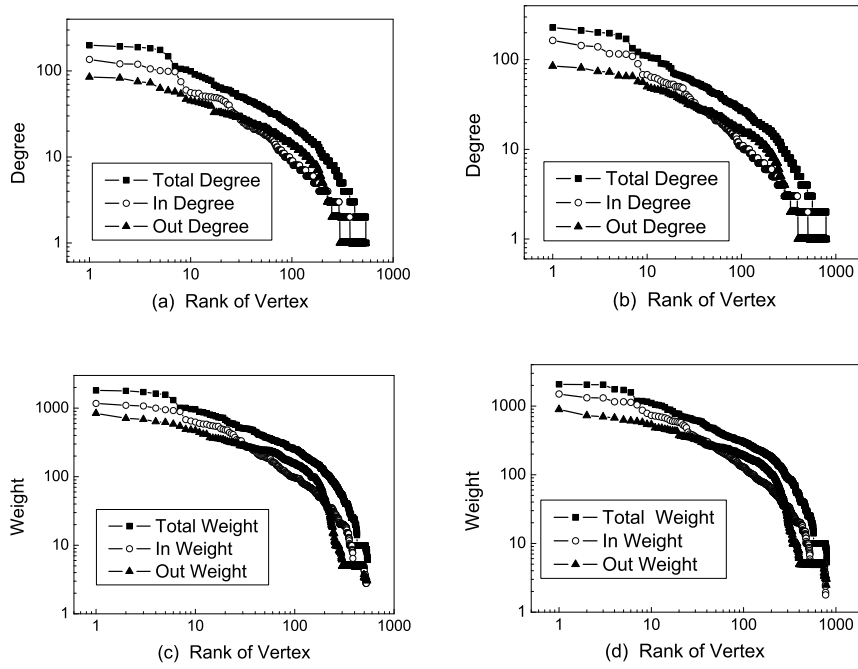 100
10
1
Degree
Total Degree
In Degree
Out Degree
1 10 100 1000
(a) Rank of Vertex
100
10
1
Degree
Total Degree
In Degree
Out Degree
1 10 100 1000
(b) Rank of Vertex
1000
100
10
1
Weight
Total Weight
In Weight
Out Weight
1 10 100 1000
(c) Rank of Vertex
1000
100
10
1
Weight
Total Weight
In Weight
Out Weight
1 10 100 1000
(d) Rank of Vertex